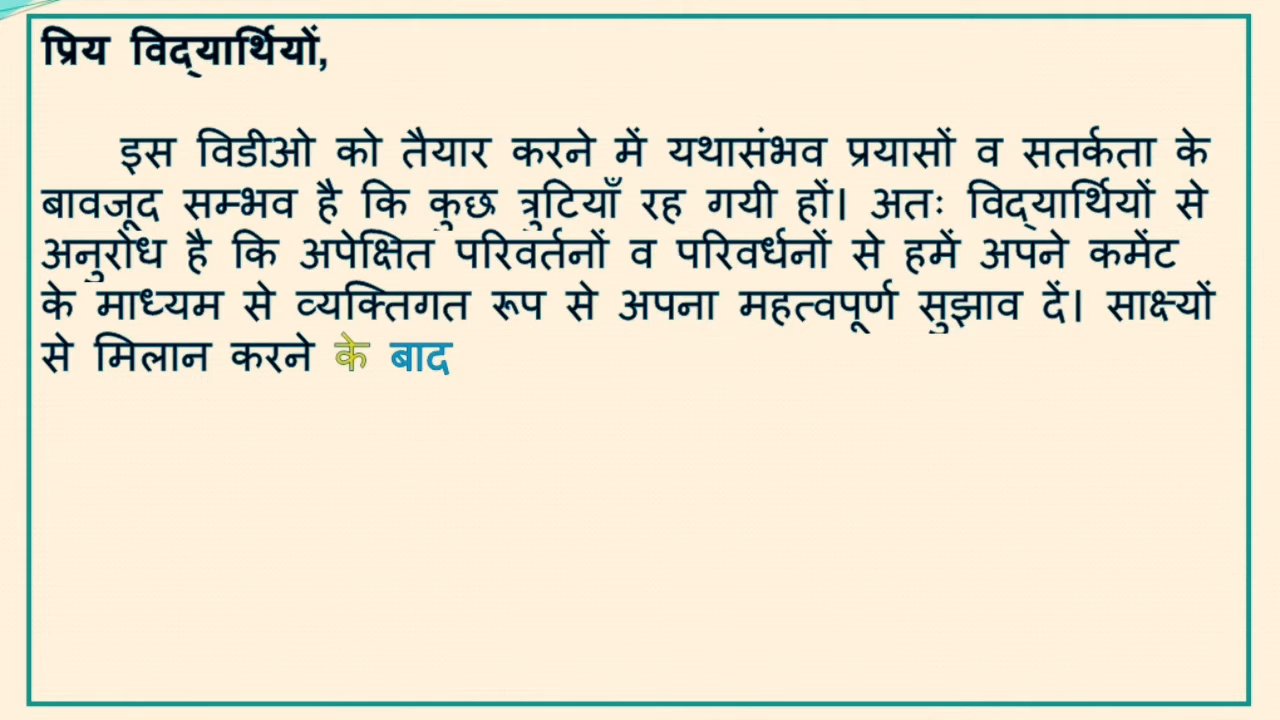 प्रिय विद्यार्थियों,
इस विडीओ को तैयार करने में यथासंभव प्रयासों व सतर्कता के
बावजूद सम्भव है कि कुछ त्रुटियाँ रह गयी हों। अतः विद्यार्थियों से
अनुरोध है कि अपेक्षित परिवर्तनों व परिवर्धनों से हमें अपने कमेंट
के माध्यम से व्यक्तिगत रूप से अपना महत्वपूर्ण सुझाव दें। साक्ष्यों
से मिलान करने के बाद